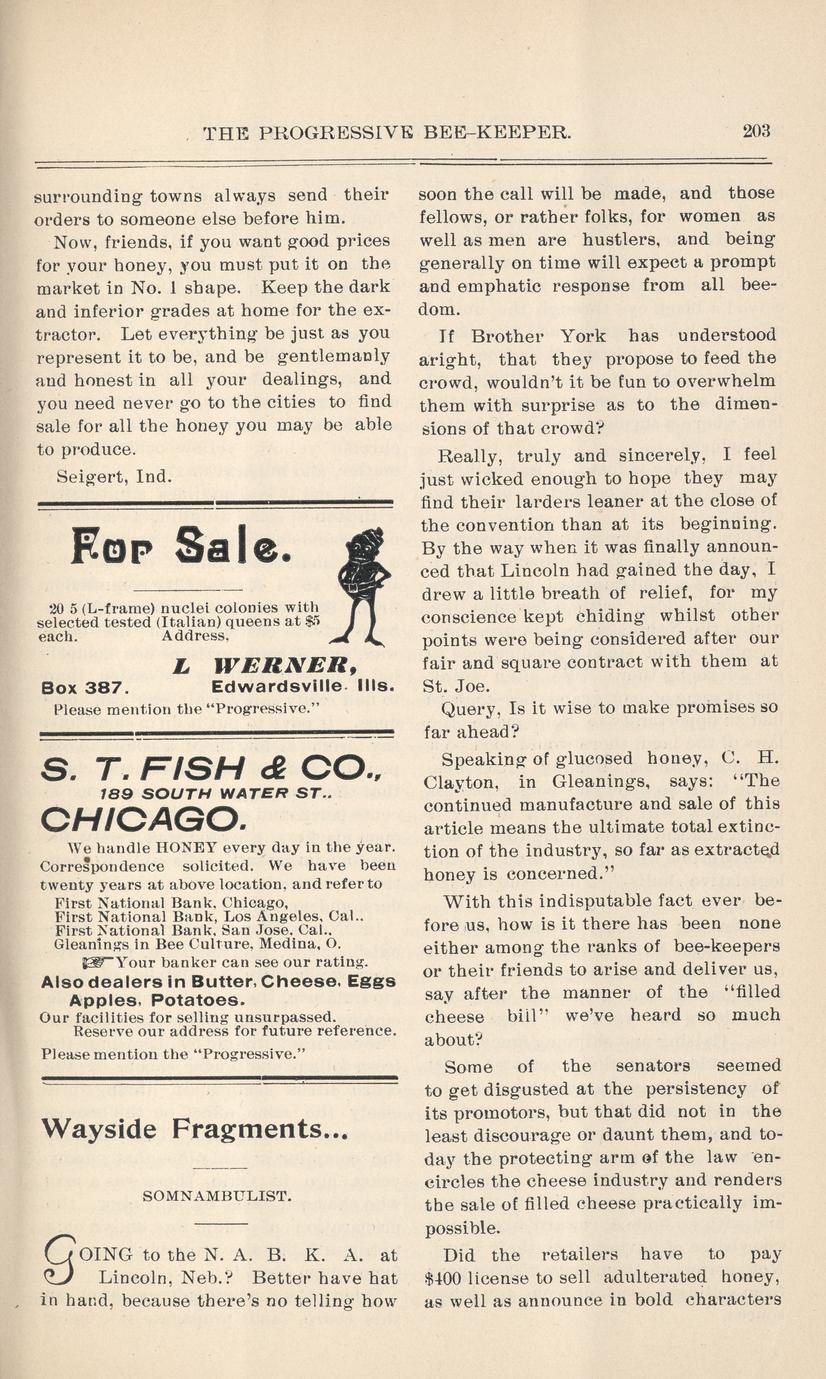 THE PROGRESSIVE BEE-KEEPER. 203
surrounding towns always send their
orders to someone else before him.
Now, friends, if you want good prices
for your honey, you must put it on the
market in No. 1 shape. Keep the dark
and inferior grades at home for the ex-
tractor. Let everything be just as you
represent it to be, and be gentlemanly
and honest in all your dealings, and
you need never go to the cities to find
sale for all the honey you may be able
to produce.
Seigert, Ind.
For Sale.
20 5 (L-frame) nuclei colonies with
selected tested (Italian) queens at $5
each. Address,
L WERNER,
Box 387. Edwardsville. Ills.
Please mention the "Progressive."
S. T. FISH & CO.,
189 SOUTH WATER ST..
CHICAGO.
We handle HONEY every day in the year.
Correspondence solicited. We have been
twenty years at above location, and refer to
First National Bank, Chicago,
First National Bank, Los Angeles, Cal..
First National Bank, San Jose, Cal..
Gleanings in Bee Culture, Medina, O.
☞Your banker can see our rating.
Also dealers in Butter, Cheese, Eggs
Apples, Potatoes.
Our facilities for selling unsurpassed.
Reserve our address for future reference.
Please mention the "Progressive."
Wayside Fragments...
SOMNAMBULIST.
GOING to the N. A. B. K. A. at
Lincoln, Neb.? Better have hat
in hand, because there's no telling how
soon the call will be made, and those
fellows, or rather folks, for women as
well as men are hustlers, and being
generally on time will expect a prompt
and emphatic response from all bee-
dom.
If Brother York has understood
aright, that they propose to feed the
crowd, wouldn't it be fun to overwhelm
them with surprise as to the dimen-
sions of that crowd?
Really, truly and sincerely, I feel
just wicked enough to hope they may
find their larders leaner at the close of
the convention than at its beginning.
By the way when it was finally announ-
ced that Lincoln had gained the day, I
drew a little breath of relief, for my
conscience kept chiding whilst other
points were being considered after our
fair and square contract with them at
St. Joe.
Query, Is it wise to make promises so
far ahead?
Speaking of glucosed honey, C. H.
Clayton, in Gleanings, says: "The
continued manufacture and sale of this
article means the ultimate total extinc-
tion of the industry, so far as extracted
honey is concerned."
With this indisputable fact ever be-
fore us, how is it there has been none
either among the ranks of bee-keepers
or their friends to arise and deliver us,
say after the manner of the "filled
cheese bill" we've heard so much
about?
Some of the senators seemed
to get disgusted at the persistency of
its promotors, but that did not in the
least discourage or daunt them, and to-
day the protecting arm of the law en-
circles the cheese industry and renders
the sale of filled cheese practically im-
possible.
Did the retailers have to pay
$400 license to sell adulterated honey,
as well as announce in bold characters